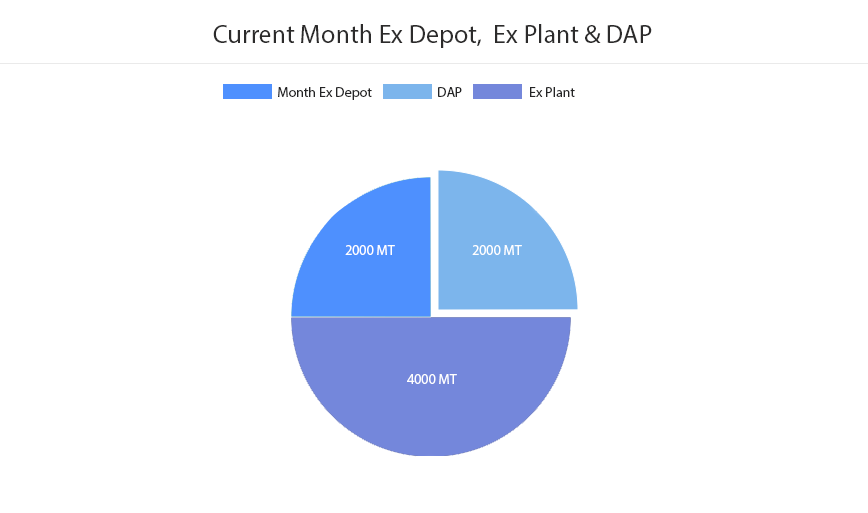 Current Month Ex Depot,  Ex Plant & DAP
Month Ex Depot DAP Ex Plant
2000 MT 2000 MT
4000 MT